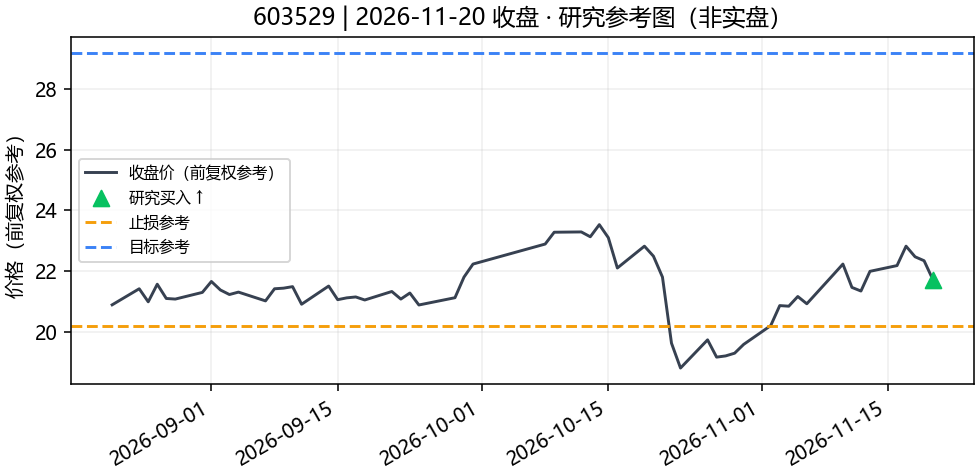 603529 | 2026-11-20 收盘 · 研究参考图（非实盘）
价格（前复权参考）
28
26
24
22
20
收盘价（前复权参考）
研究买入↑
止损参考
目标参考
2026-09-01
2026-09-15
2026-10-01
2026-10-15
2026-11-01
2026-11-15